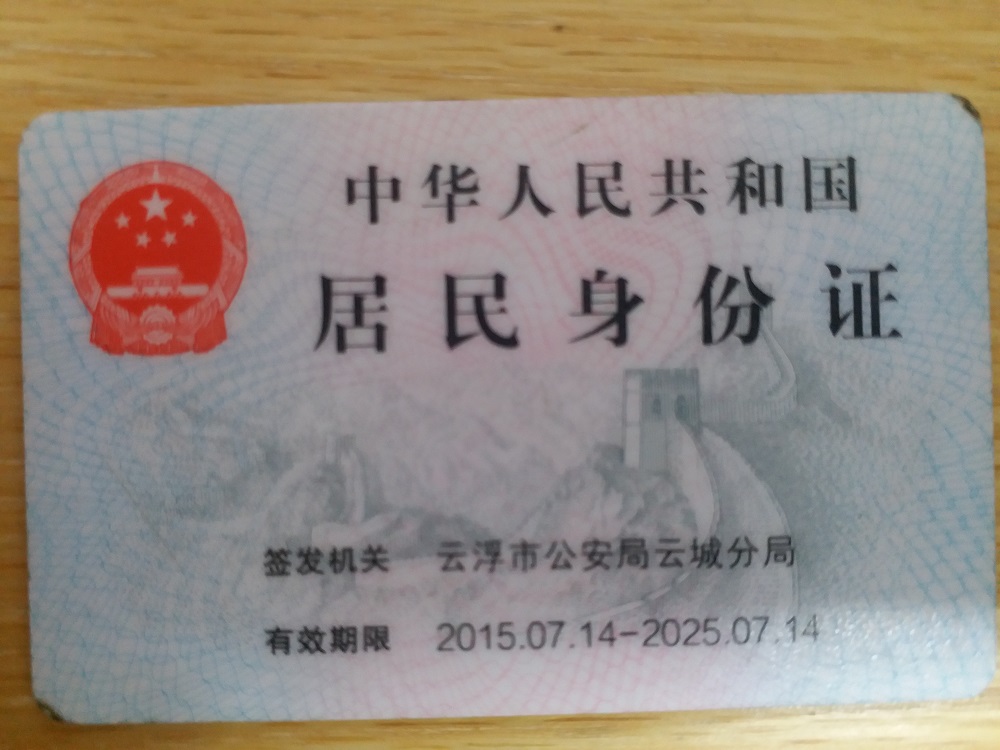 中华人民共和国
居民身份证
签发机关 云浮市公安局云城分局
有效期限 2015.07.14-2025.07.14